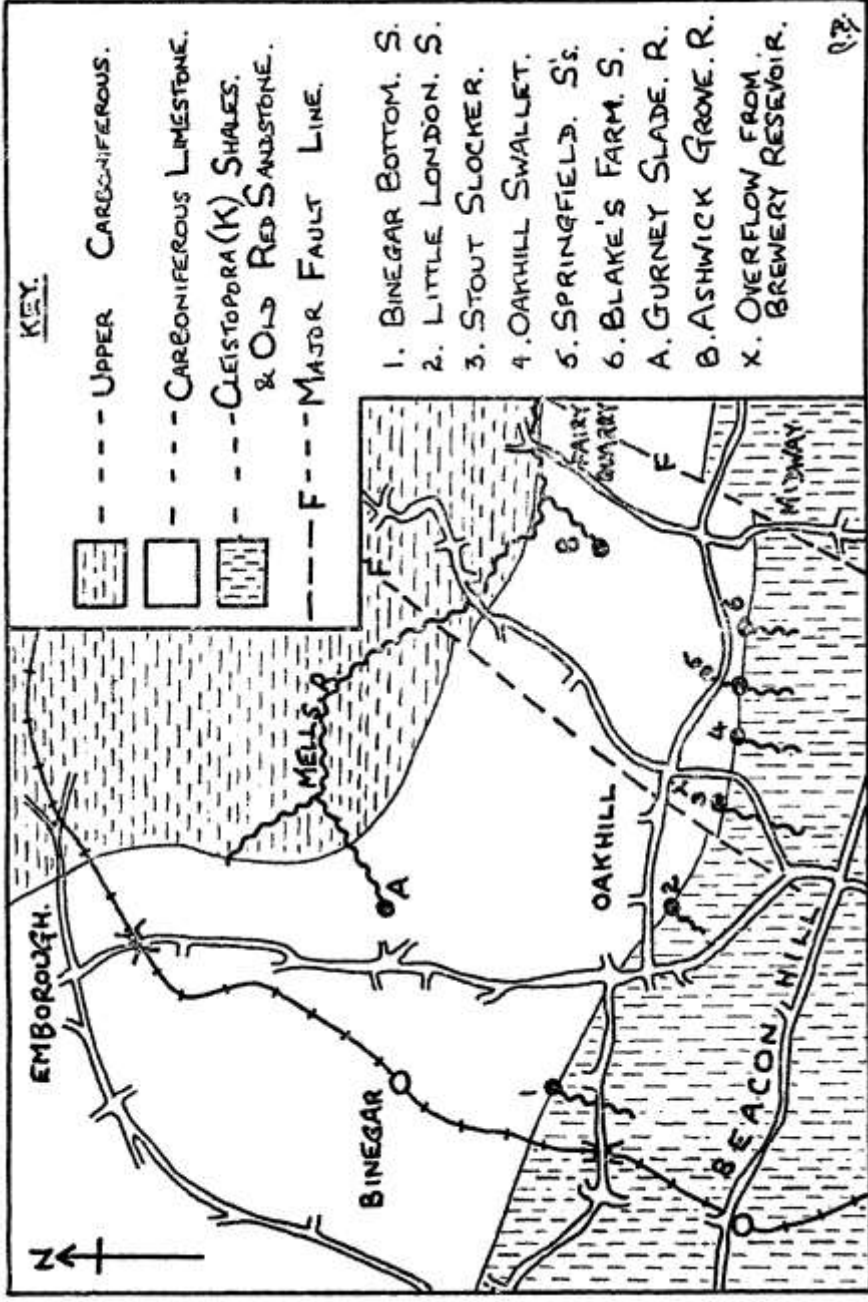 KEY.
UPPER CARBONIFEROUS.
CARBONIFEROUS LIMESTONE.
CLEISTOPORA (K) SHALES.
& OLD RED SANDSTONE.
F MAJOR FAULT LINE.
1. BINEGAR BOTTOM. S.
2. LITTLE LONDON. S.
3. STOUT SLOCKER.
4. OAKHILL SWALLET.
5. SPRINGFIELD. S's.
6. BLAKE'S FARM. S.
A. GURNEY SLADE. R.
B. ASHWICK GROVE. R.
X. OVERFLOW FROM
BREWERY RESEVOIR.
N
EMBOROUGH.
MELLS
F
A
BINEGAR
B
FAIRY
QUARRY
F
OAKHILL
MIDWAY
1
2
3
4
6
BEACON HILL